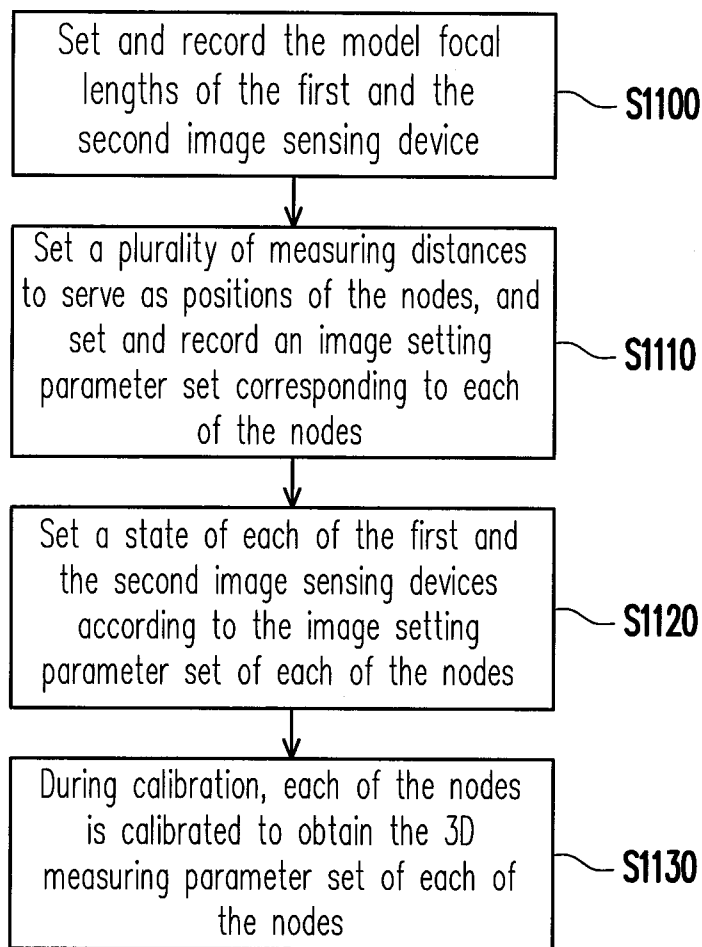 Set and record the model focal
lengths of the first and the
second image sensing device
S1100
Set a plurality of measuring distances
to serve as positions of the nodes, and
set and record an image setting
parameter set corresponding to each
of the nodes
S1110
Set a state of each of the first and
the second image sensing devices
according to the image setting
parameter set of each of the nodes
S1120
During calibration, each of the nodes
is calibrated to obtain the 3D
measuring parameter set of each of
the nodes
S1130